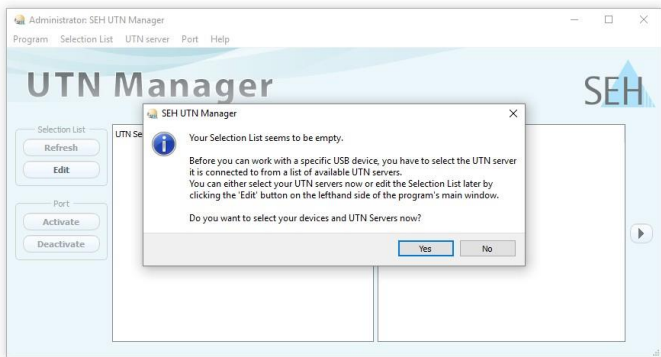 Administrator: SEH UTN Manager
Program Selection List UTN server Port Help
UTN Manager
SEH
SEH UTN Manager
Selection List
Refresh
Edit
Port
Activate
Deactivate
UTN Se
Your Selection List seems to be empty.
Before you can work with a specific USB device, you have to select the UTN server
it is connected to from a list of available UTN servers.
You can either select your UTN servers now or edit the Selection List later by
clicking the 'Edit' button on the lefthand side of the program's main window.
Do you want to select your devices and UTN Servers now?
Yes No